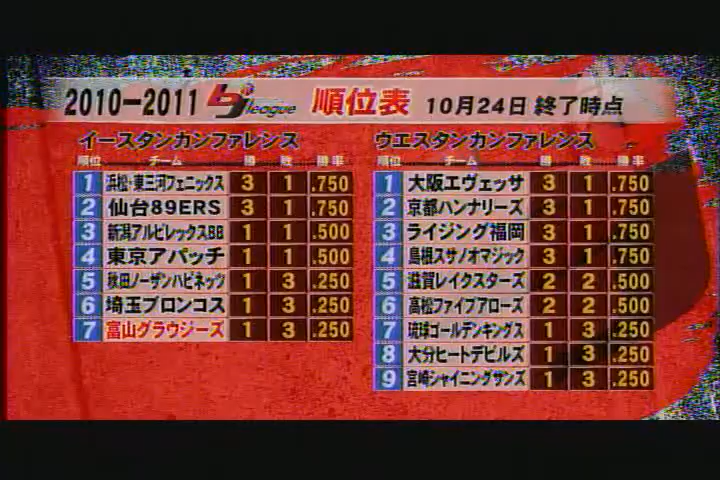 2010-2011 bj league 順位表 10月24日 終了時点
イースタンカンファレンス
順位 チーム 勝 敗 勝率
1 浜松・東三河フェニックス 3 1 .750
2 仙台89ERS 3 1 .750
3 新潟アルビレックスBB 1 1 .500
4 東京アパッチ 1 1 .500
5 秋田ノーザンハピネッツ 1 3 .250
6 埼玉ブロンコス 1 3 .250
7 富山グラウジーズ 1 3 .250
ウエスタンカンファレンス
順位 チーム 勝 敗 勝率
1 大阪エヴェッサ 3 1 .750
2 京都ハンナリーズ 3 1 .750
3 ライジング福岡 3 1 .750
4 島根スサノオマジック 3 1 .750
5 滋賀レイクスターズ 2 2 .500
6 高松ファイブアローズ 2 2 .500
7 琉球ゴールデンキングス 1 3 .250
8 大分ヒートデビルズ 1 3 .250
9 宮崎シャイニングサンズ 1 3 .250